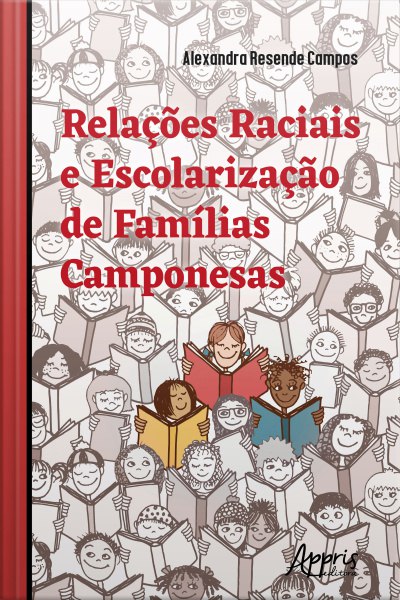 Alexandra Resende Campos
Relações Raciais
e Escolarização
de Famílias
Camponesas
Appris
editora